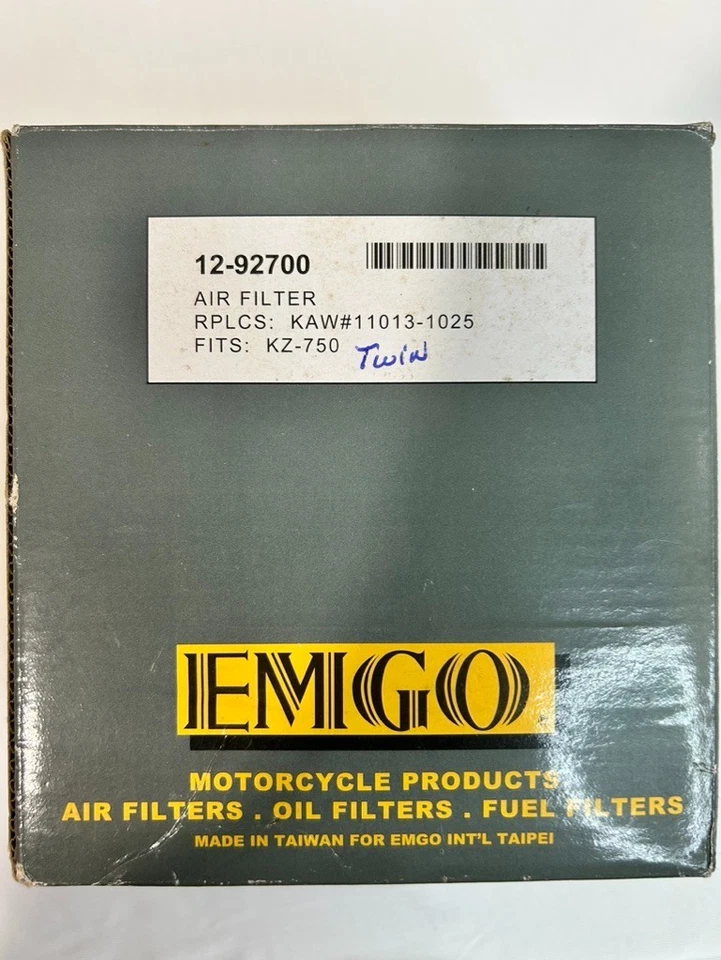 12-92700
AIR FILTER
RPLCS: KAW#11013-1025
FITS: KZ-750 Twin
EMGO
MOTORCYCLE PRODUCTS
AIR FILTERS . OIL FILTERS . FUEL FILTERS
MADE IN TAIWAN FOR EMGO INT'L TAIPEI